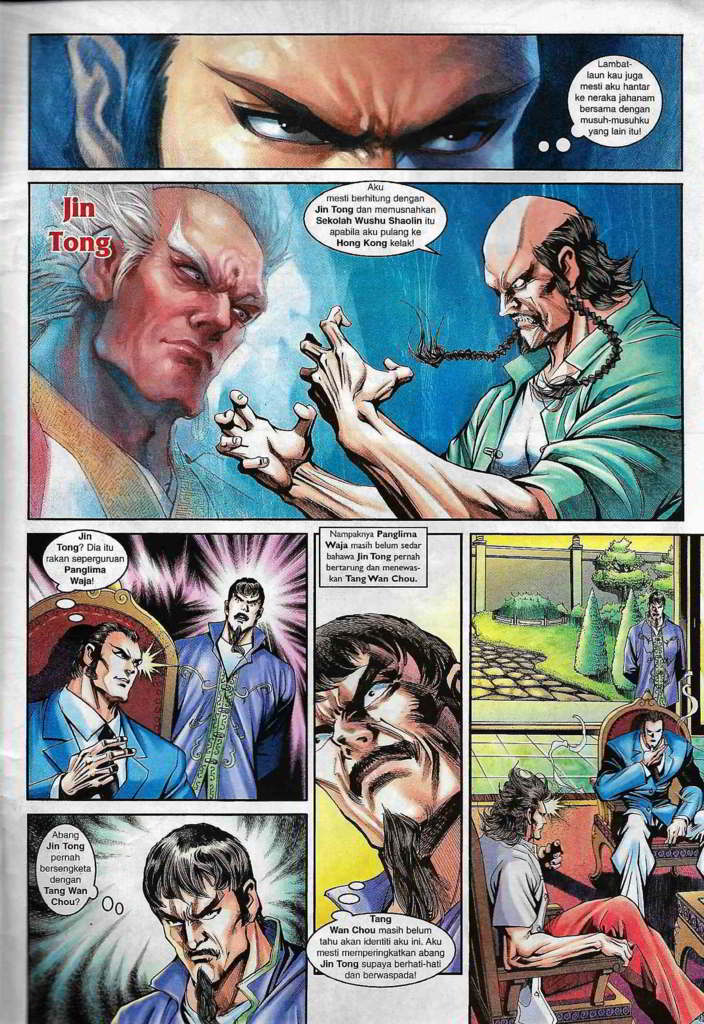 Lambat-
laun kau juga
mesti aku hantar
ke neraka jahanam
bersama dengan
musuh-musuhku
yang lain itu!
Jin
Tong
Aku
mesti berhitung dengan
Jin Tong dan memusnahkan
Sekolah Wushu Shaolin itu
apabila aku pulang ke
Hong Kong kelak!
Jin
Tong? Dia itu
rakan seperguruan
Panglima
Waja!
Nampaknya Panglima
Waja masih belum sedar
bahawa Jin Tong pernah
bertarung dan menewas-
kan Tang Wan Chou.
Abang
Jin Tong
pernah
bersengketa
dengan
Tang Wan
Chou?
Tang
Wan Chou masih belum
tahu akan identiti aku ini. Aku
mesti memperingatkan abang
Jin Tong supaya berhati-hati
dan berwaspada!